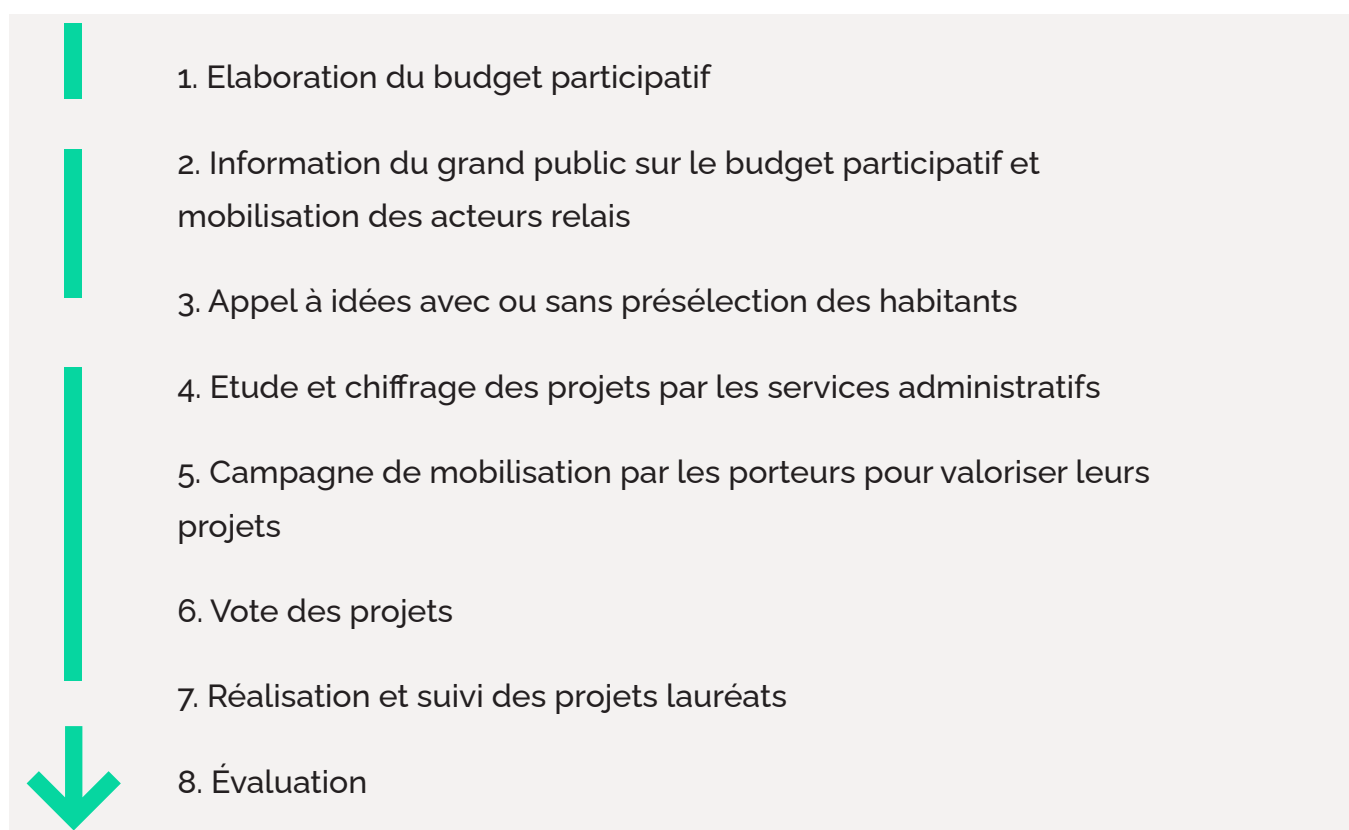 1. Elaboration du budget participatif
2. Information du grand public sur le budget participatif et
mobilisation des acteurs relais
3. Appel à idées avec ou sans présélection des habitants
4. Etude et chiffrage des projets par les services administratifs
5. Campagne de mobilisation par les porteurs pour valoriser leurs
projets
6. Vote des projets
7. Réalisation et suivi des projets lauréats
8. Évaluation